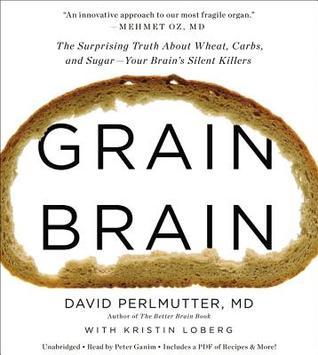 "An innovative approach to our most fragile organ."
—MEHMET OZ, MD
The Surprising Truth About Wheat, Carbs,
and Sugar—Your Brain's Silent Killers
GRAIN
BRAIN
DAVID PERLMUTTER, MD
Author of The Better Brain Book
WITH KRISTIN LOBERG
Unabridged • Read by Peter Ganim • Includes a PDF of Recipes & More!